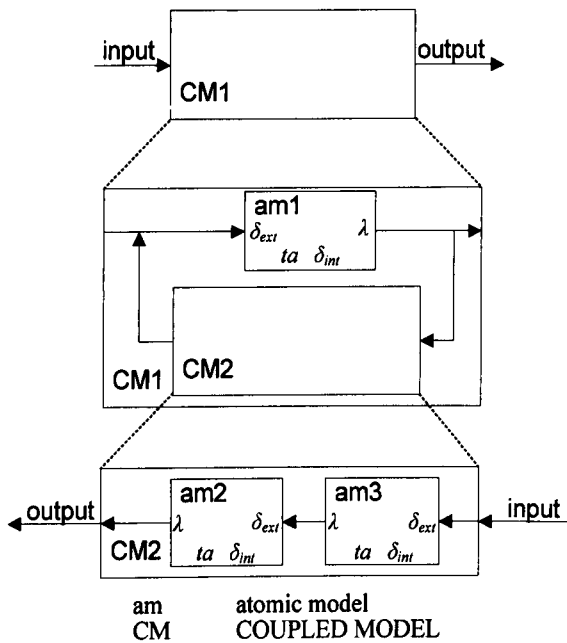 input
output
CM1
am1
δext
λ
ta δint
CM1
CM2
output
am2
am3
input
λ
δext
λ
δext
CM2
ta δint
ta δint
am atomic model
CM COUPLED MODEL